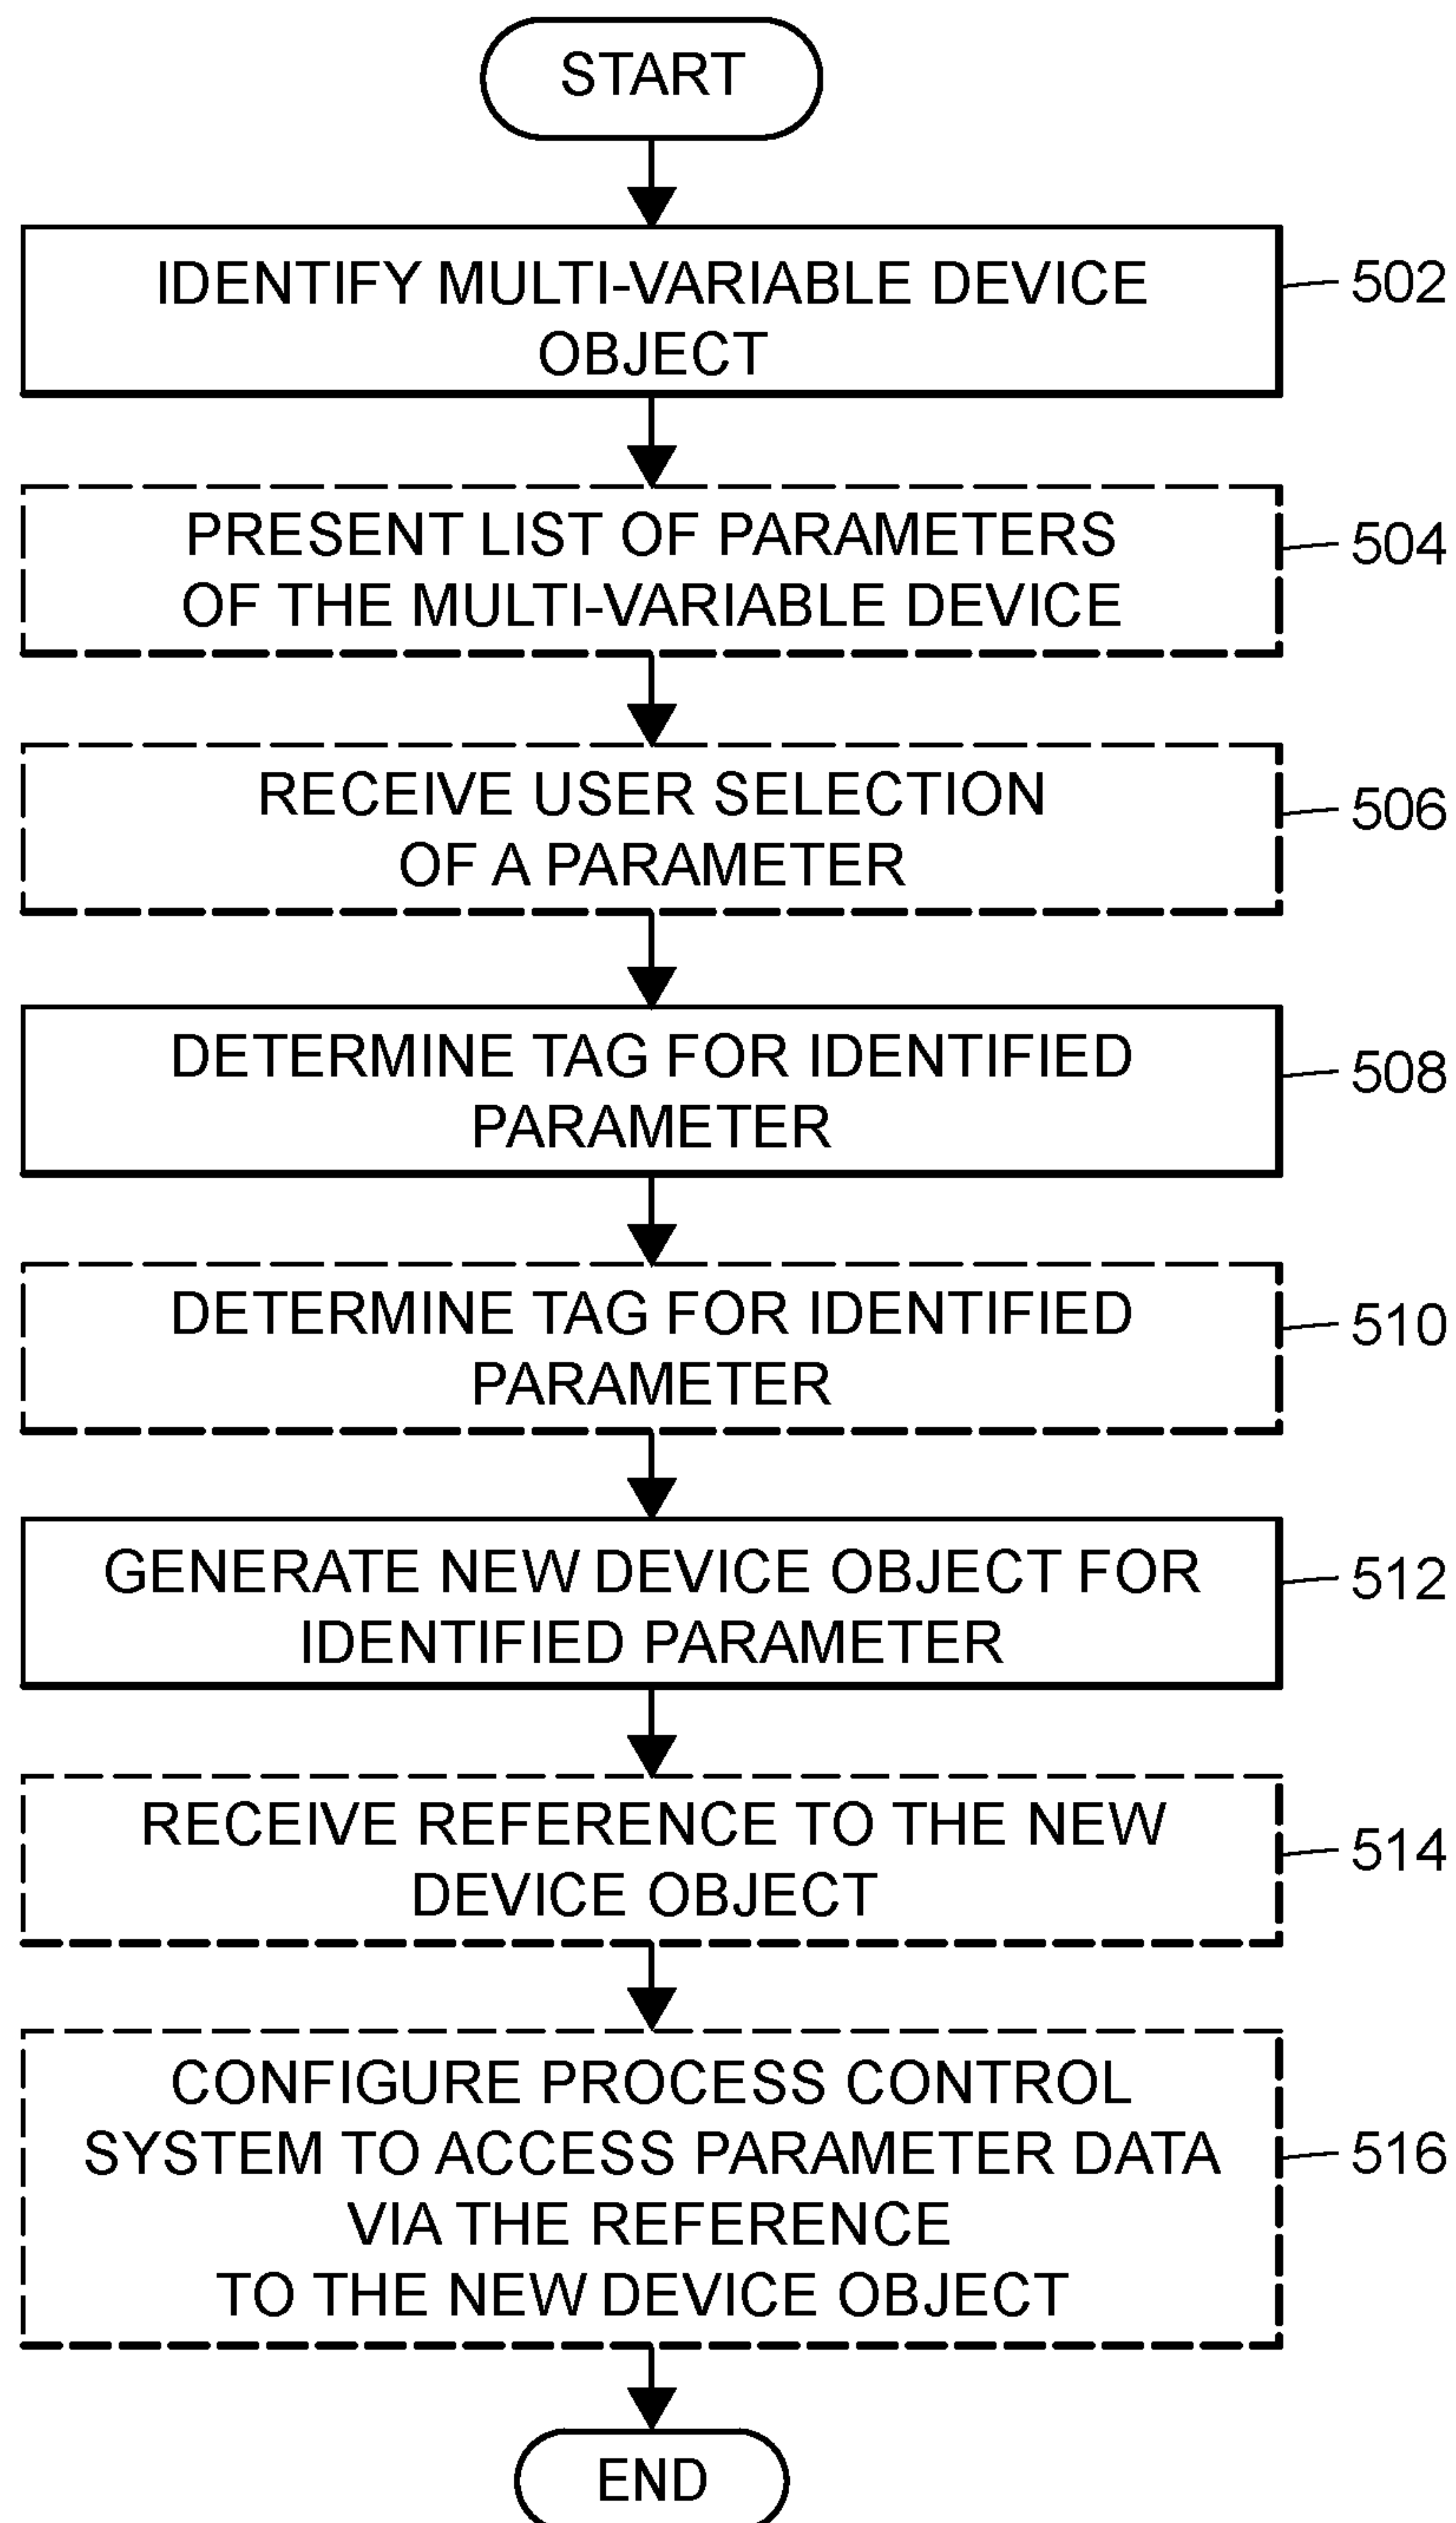 START
IDENTIFY MULTI-VARIABLE DEVICE
OBJECT
502
PRESENT LIST OF PARAMETERS
OF THE MULTI-VARIABLE DEVICE
504
RECEIVE USER SELECTION
OF A PARAMETER
506
DETERMINE TAG FOR IDENTIFIED
PARAMETER
508
DETERMINE TAG FOR IDENTIFIED
PARAMETER
510
GENERATE NEW DEVICE OBJECT FOR
IDENTIFIED PARAMETER
512
RECEIVE REFERENCE TO THE NEW
DEVICE OBJECT
514
CONFIGURE PROCESS CONTROL
SYSTEM TO ACCESS PARAMETER DATA
VIA THE REFERENCE
TO THE NEW DEVICE OBJECT
516
END